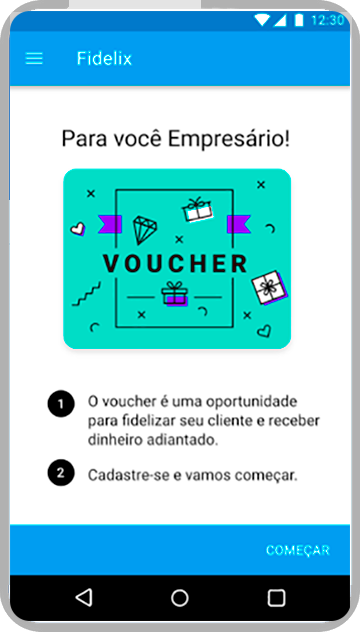 12:30
Fidelix
Para você Empresário!
VOUCHER
1 O voucher é uma oportunidade
para fidelizar seu cliente e receber
dinheiro adiantado.
2 Cadastre-se e vamos começar.
COMEÇAR